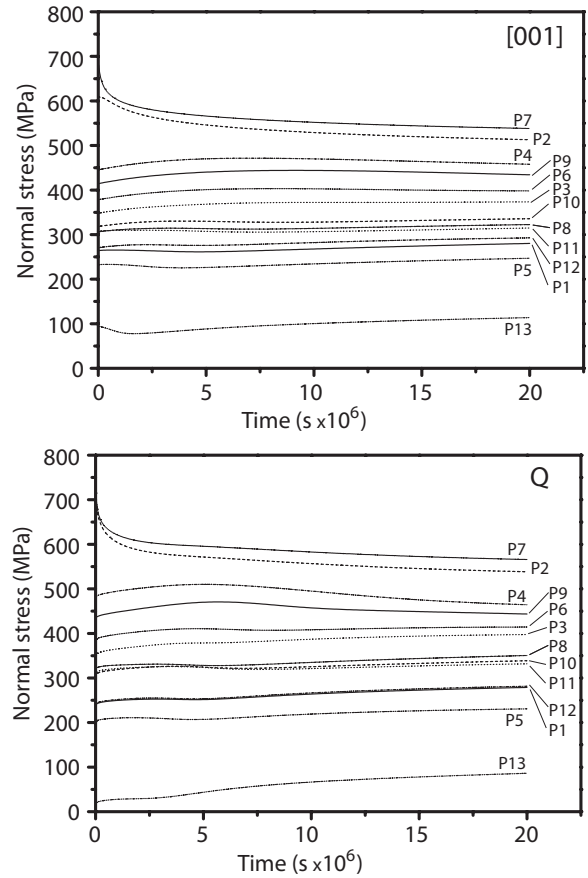 800
[001]
700
600
500
400
300
200
100
0
Normal stress (MPa)
P7
P2
P4
P9
P6
P3
P10
P8
P11
P12
P5
P1
P13
0
5
10
15
20
Time (s x10⁶)
800
Q
700
600
500
400
300
200
100
0
Normal stress (MPa)
P7
P2
P4
P9
P6
P3
P8
P10
P11
P12
P5
P1
P13
0
5
10
15
20
Time (s x10⁶)